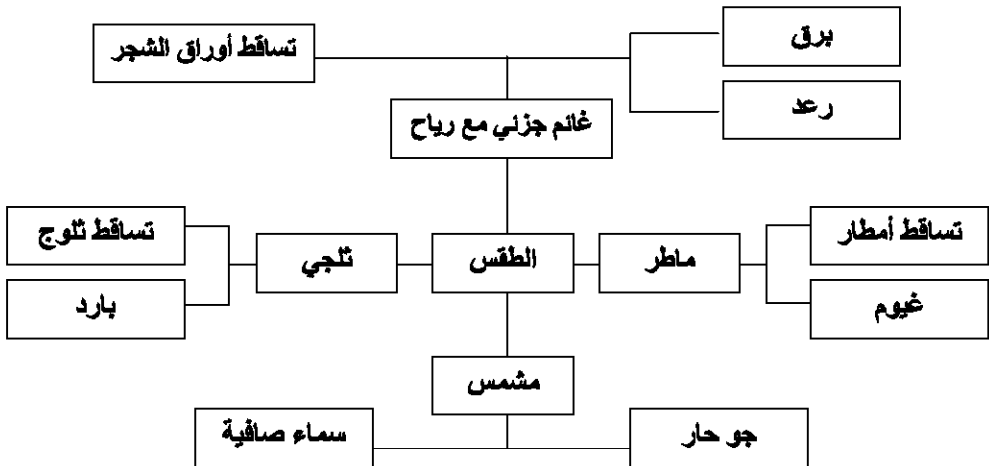 برق
تساقط أوراق الشجر
رعد
غائم جزئي مع رياح
تساقط أمطار
تساقط ثلوج
ماطر
الطقس
ثلجي
غيوم
بارد
مشمس
جو حار
سماء صافية